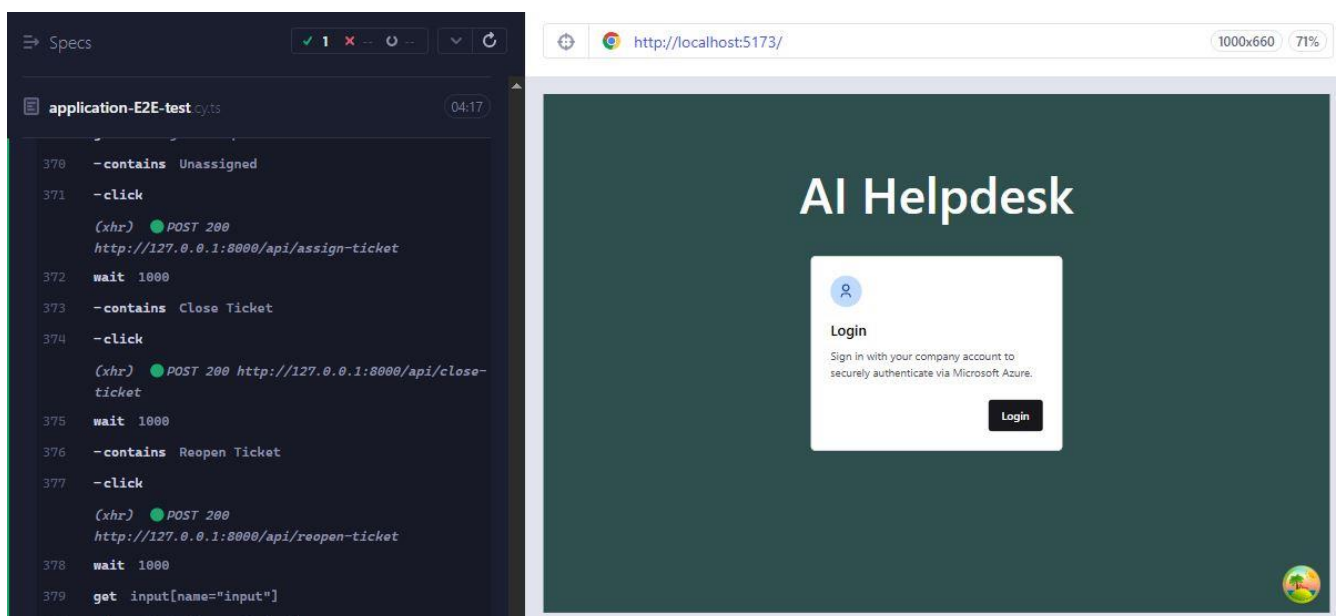 Specs
1
--
--
application-E2E-test.cy.ts
04:17
370 -contains Unassigned
371 -click
(xhr) POST 200
http://127.0.0.1:8000/api/assign-ticket
372 wait 1000
373 -contains Close Ticket
374 -click
(xhr) POST 200 http://127.0.0.1:8000/api/close-
ticket
375 wait 1000
376 -contains Reopen Ticket
377 -click
(xhr) POST 200
http://127.0.0.1:8000/api/reopen-ticket
378 wait 1000
379 get input[name="input"]
http://localhost:5173/
1000x660 71%
AI Helpdesk
Login
Sign in with your company account to
securely authenticate via Microsoft Azure.
Login